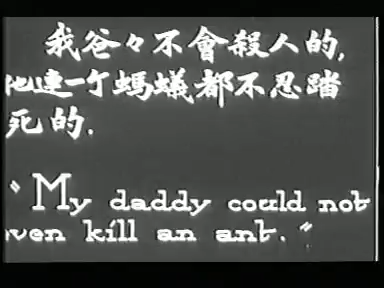 我爸々不會殺人的,
他連一个螞蟻都不忍踏
死的.
"My daddy could not
even kill an ant."